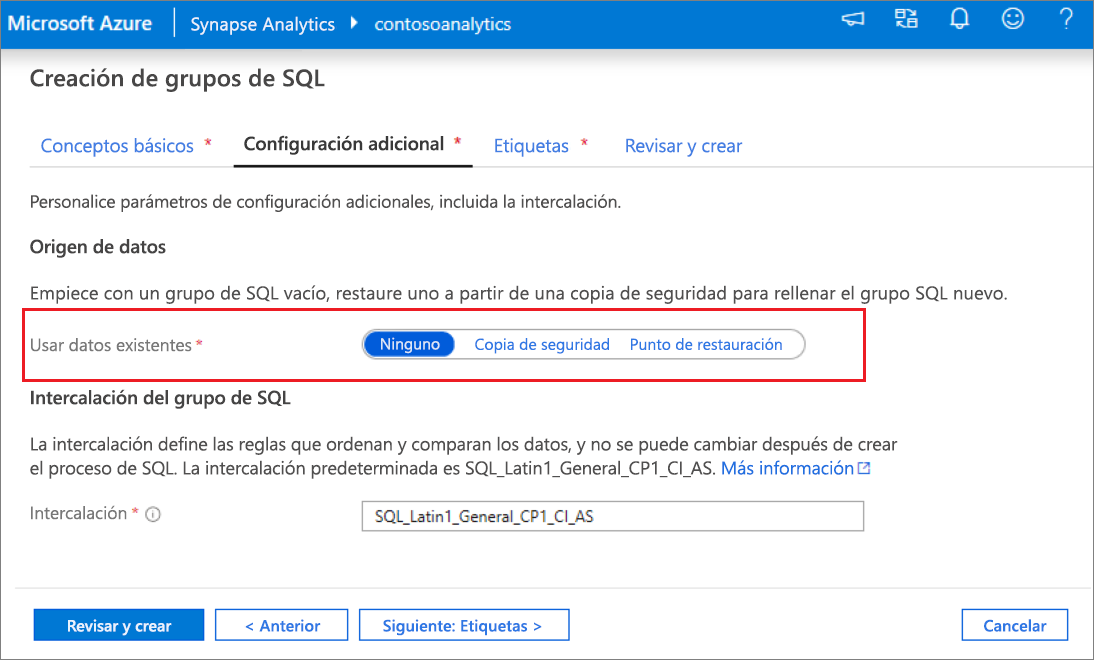 Microsoft Azure Synapse Analytics contosoanalytics ?
Creación de grupos de SQL
Conceptos básicos * Configuración adicional * Etiquetas * Revisar y crear
Personalice parámetros de configuración adicionales, incluida la intercalación.
Origen de datos
Empiece con un grupo de SQL vacío, restaure uno a partir de una copia de seguridad para rellenar el grupo SQL nuevo.
Usar datos existentes * Ninguno Copia de seguridad Punto de restauración
Intercalación del grupo de SQL
La intercalación define las reglas que ordenan y comparan los datos, y no se puede cambiar después de crear
el proceso de SQL. La intercalación predeterminada es SQL_Latin1_General_CP1_CI_AS. Más información
Intercalación * SQL_Latin1_General_CP1_CI_AS
Revisar y crear < Anterior Siguiente: Etiquetas > Cancelar